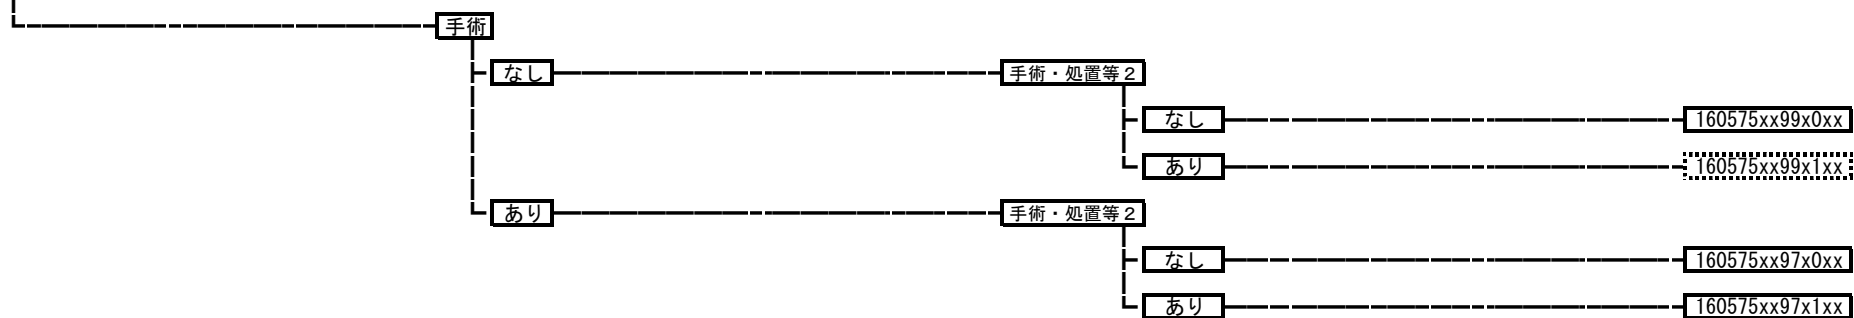 手術
なし 手術・処置等2
なし 160575xx99x0xx
あり 160575xx99x1xx
あり 手術・処置等2
なし 160575xx97x0xx
あり 160575xx97x1xx